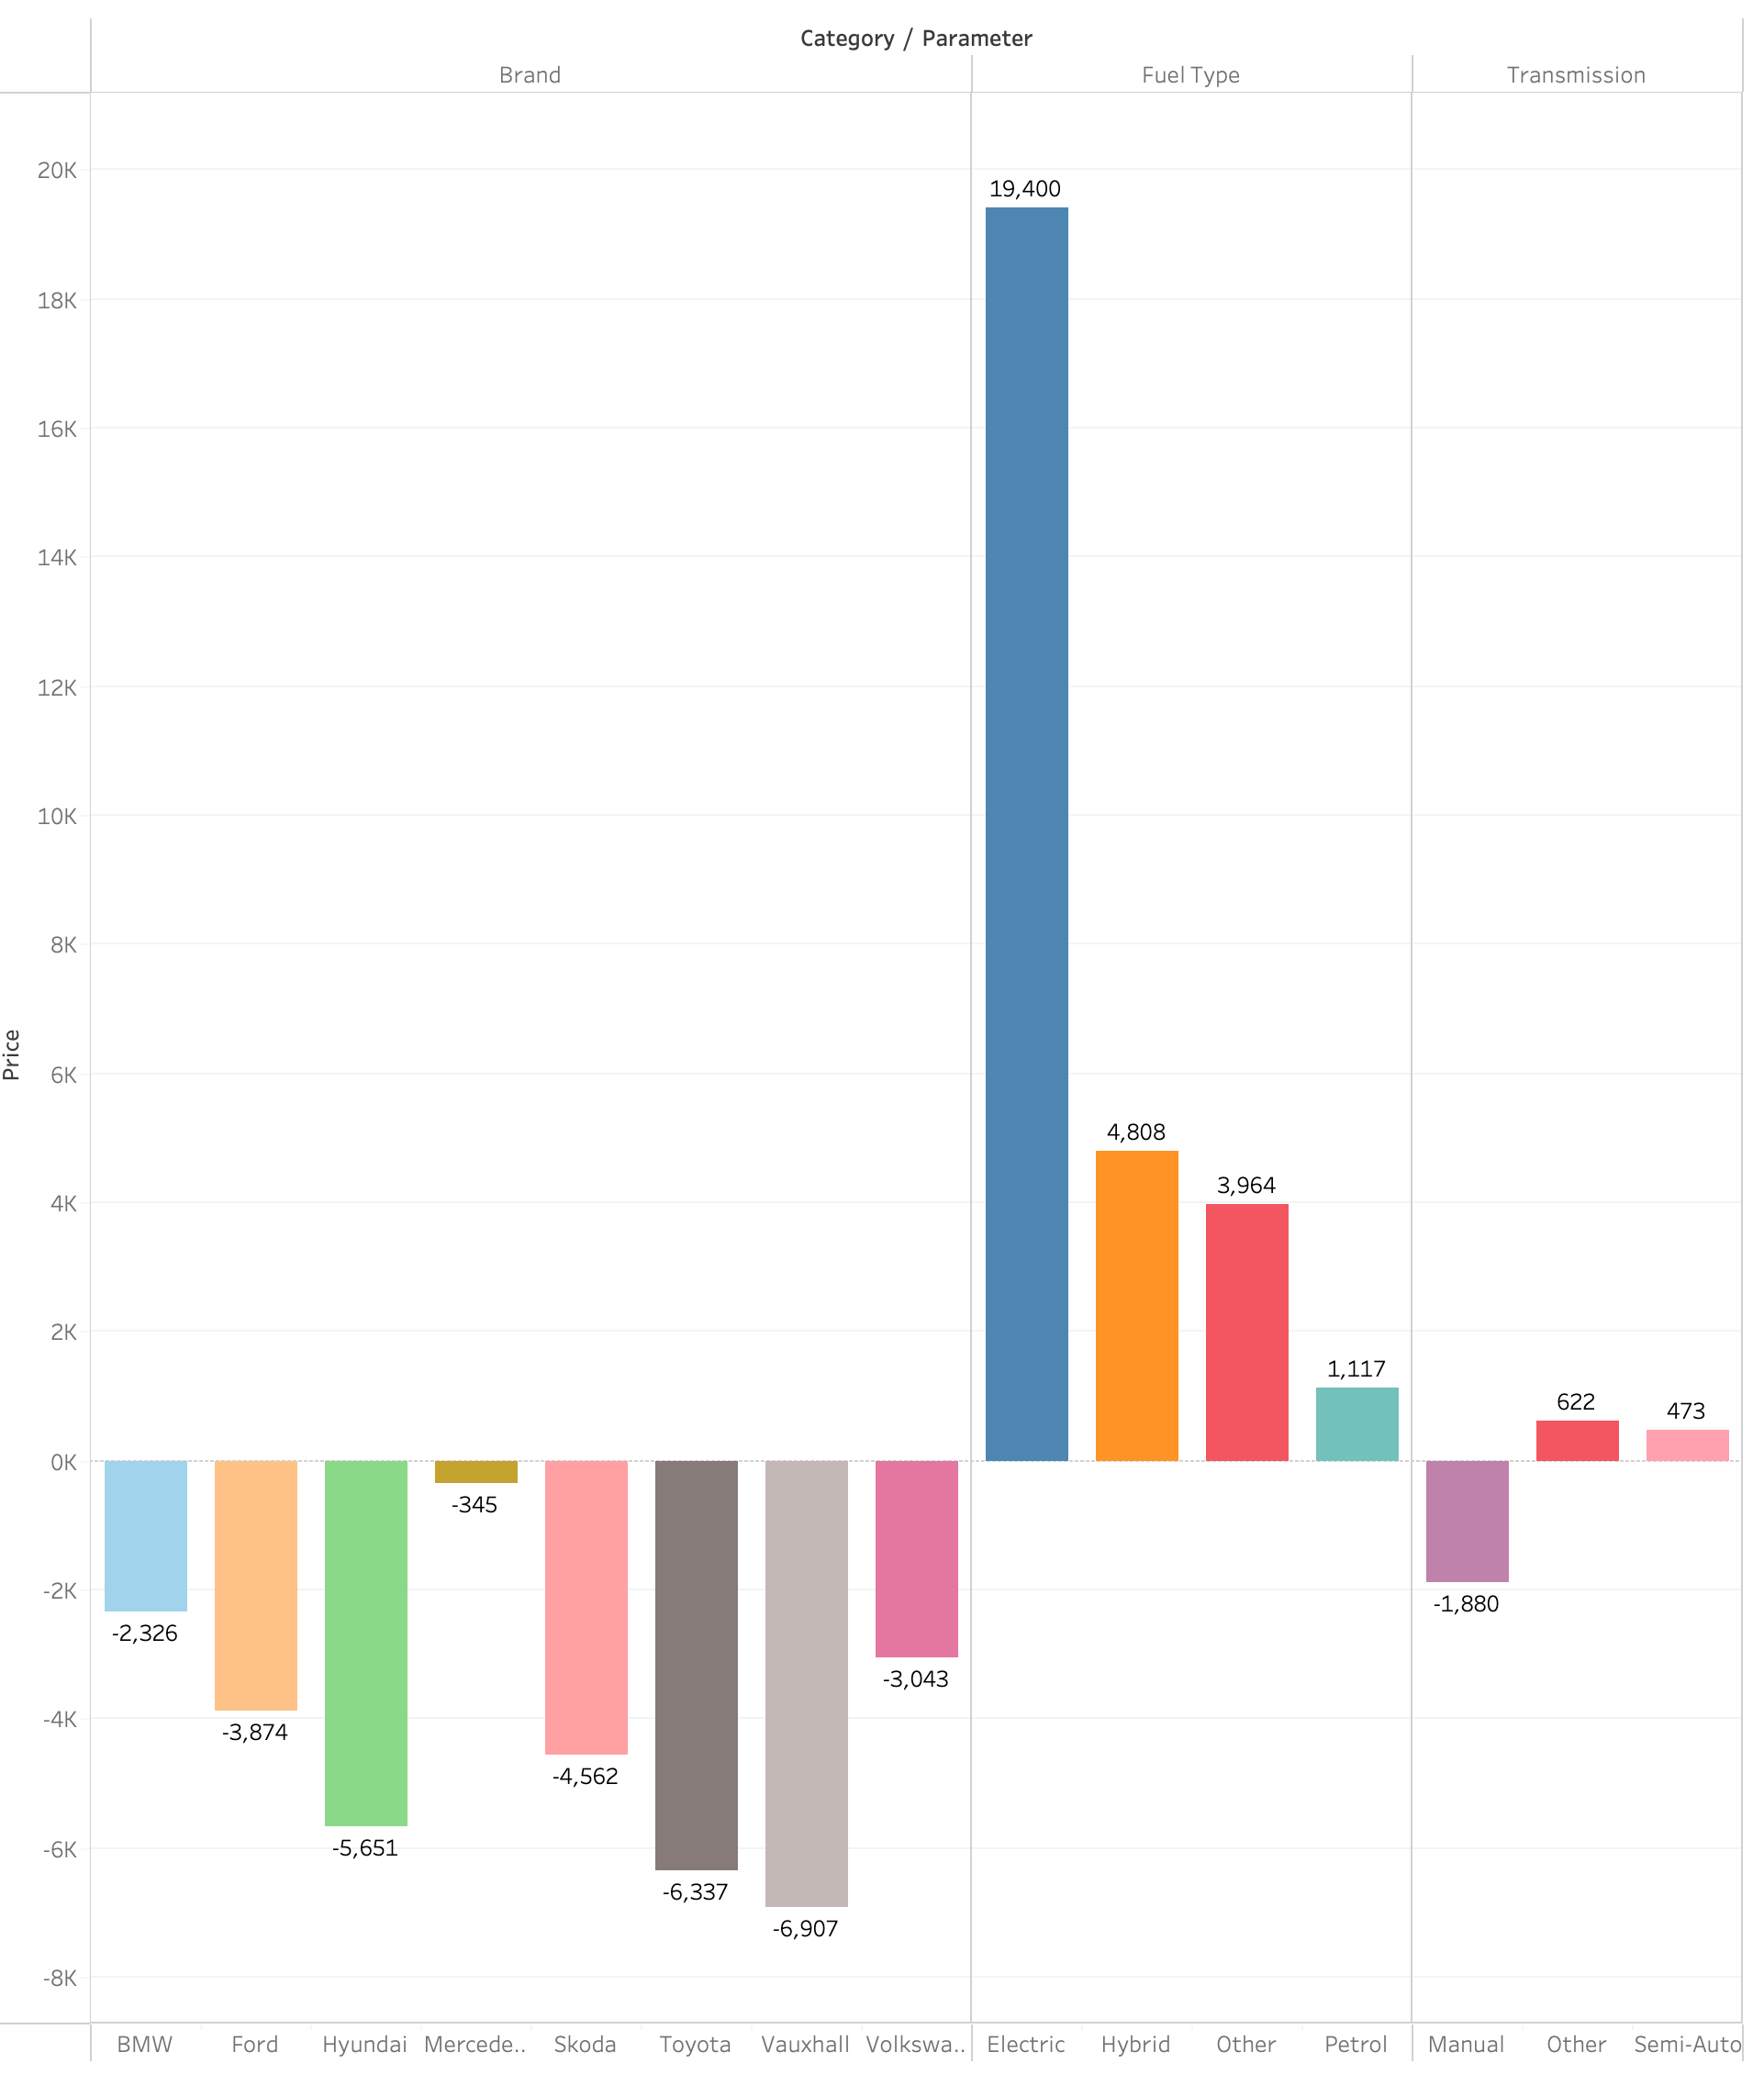 Category / Parameter
Brand Fuel Type Transmission
20K
19,400
18K
16K
14K
12K
10K
8K
Price
6K
4,808
3,964
4K
2K
1,117
622
473
0K
-345
-2K
-1,880
-2,326
-3,043
-4K
-3,874
-4,562
-5,651
-6K
-6,337
-6,907
-8K
BMW Ford Hyundai Mercede.. Skoda Toyota Vauxhall Volkswa.. Electric Hybrid Other Petrol Manual Other Semi-Auto